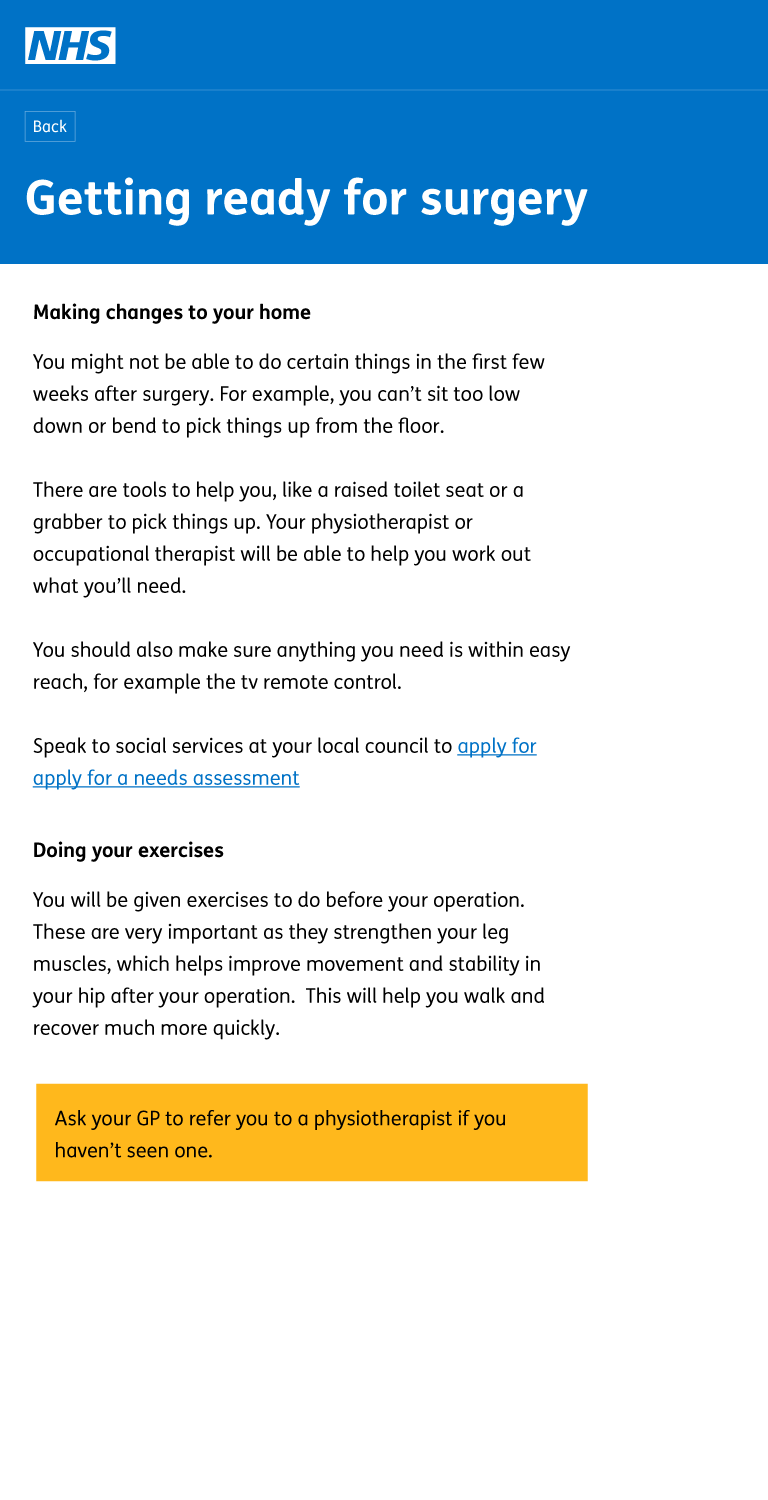 NHS
Back
Getting ready for surgery
Making changes to your home
You might not be able to do certain things in the first few
weeks after surgery. For example, you can’t sit too low
down or bend to pick things up from the floor.
There are tools to help you, like a raised toilet seat or a
grabber to pick things up. Your physiotherapist or
occupational therapist will be able to help you work out
what you’ll need.
You should also make sure anything you need is within easy
reach, for example the tv remote control.
Speak to social services at your local council to apply for
apply for a needs assessment
Doing your exercises
You will be given exercises to do before your operation.
These are very important as they strengthen your leg
muscles, which helps improve movement and stability in
your hip after your operation.  This will help you walk and
recover much more quickly.
Ask your GP to refer you to a physiotherapist if you
haven’t seen one.